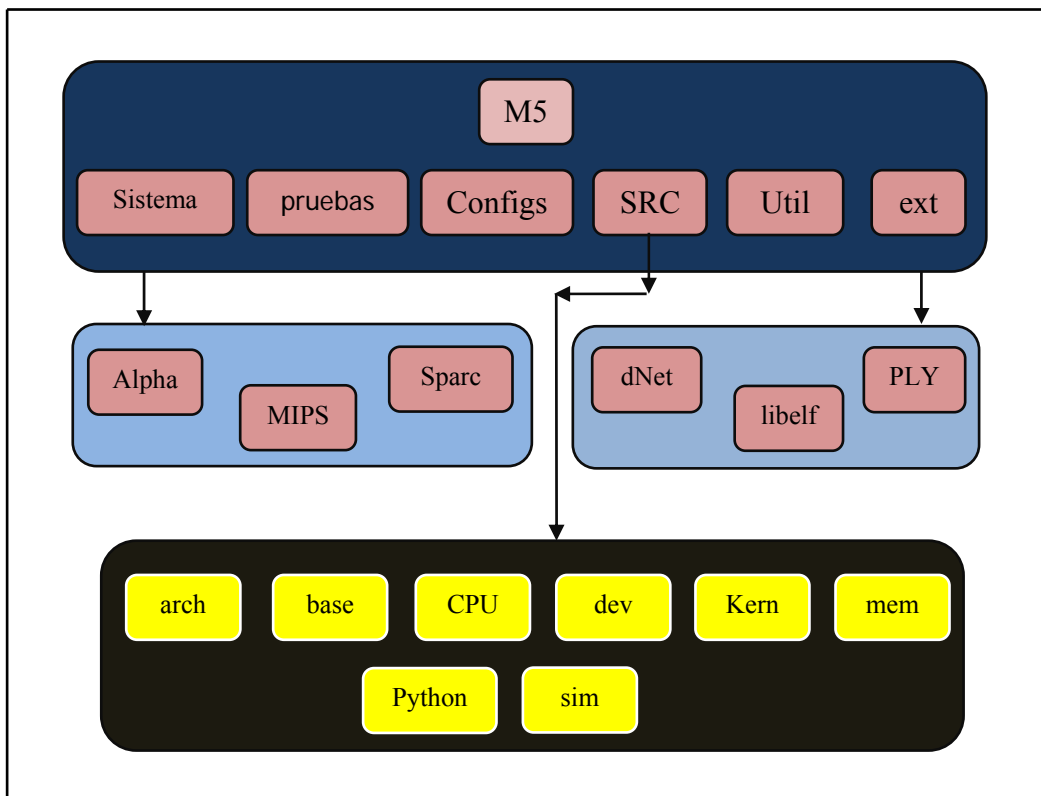 M5
Sistema
pruebas
Configs
SRC
Util
ext
Alpha
MIPS
Sparc
dNet
libelf
PLY
arch
base
CPU
dev
Kern
mem
Python
sim